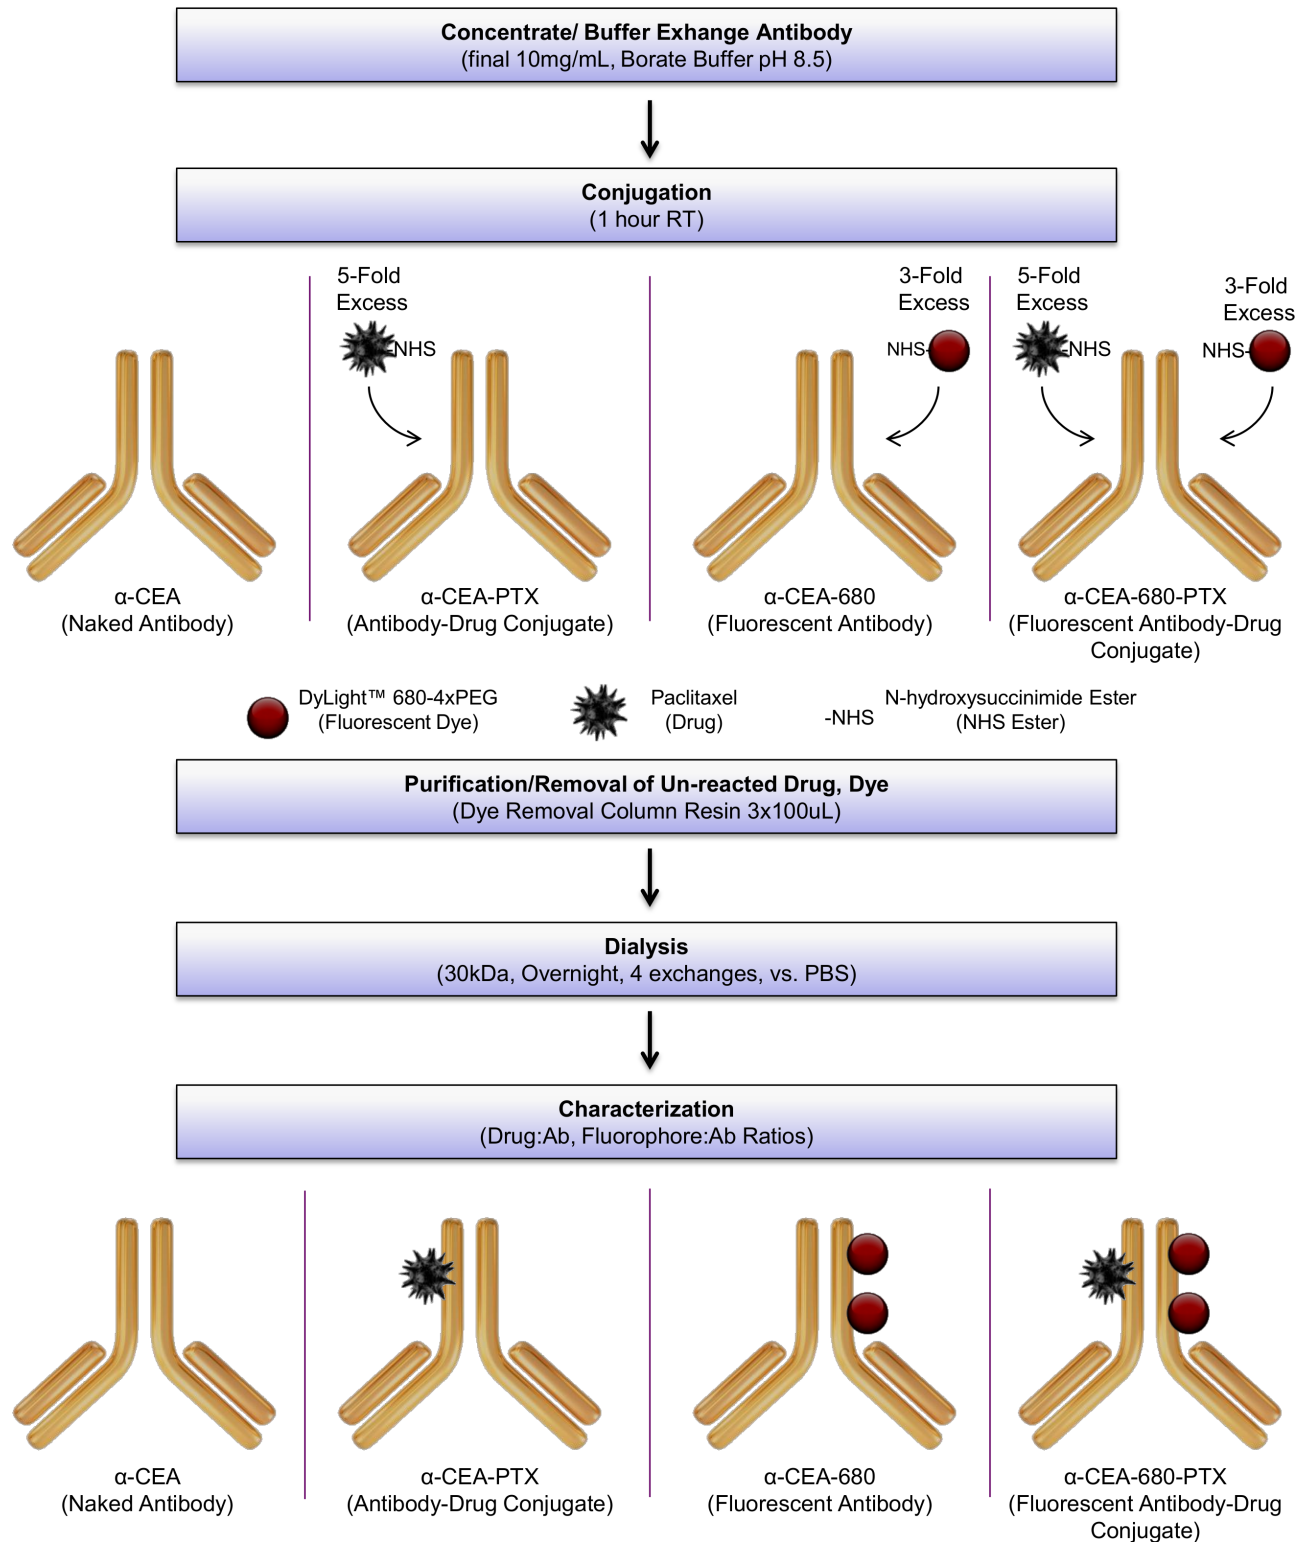 Concentrate/ Buffer Exhange Antibody
(final 10mg/mL, Borate Buffer pH 8.5)
Conjugation
(1 hour RT)
5-Fold
Excess
-NHS
3-Fold
Excess
NHS-
5-Fold
Excess
-NHS
3-Fold
Excess
NHS-
α-CEA
(Naked Antibody)
α-CEA-PTX
(Antibody-Drug Conjugate)
α-CEA-680
(Fluorescent Antibody)
α-CEA-680-PTX
(Fluorescent Antibody-Drug
Conjugate)
DyLight™ 680-4xPEG
(Fluorescent Dye)
Paclitaxel
(Drug)
-NHS
N-hydroxysuccinimide Ester
(NHS Ester)
Purification/Removal of Un-reacted Drug, Dye
(Dye Removal Column Resin 3x100uL)
Dialysis
(30kDa, Overnight, 4 exchanges, vs. PBS)
Characterization
(Drug:Ab, Fluorophore:Ab Ratios)
α-CEA
(Naked Antibody)
α-CEA-PTX
(Antibody-Drug Conjugate)
α-CEA-680
(Fluorescent Antibody)
α-CEA-680-PTX
(Fluorescent Antibody-Drug
Conjugate)